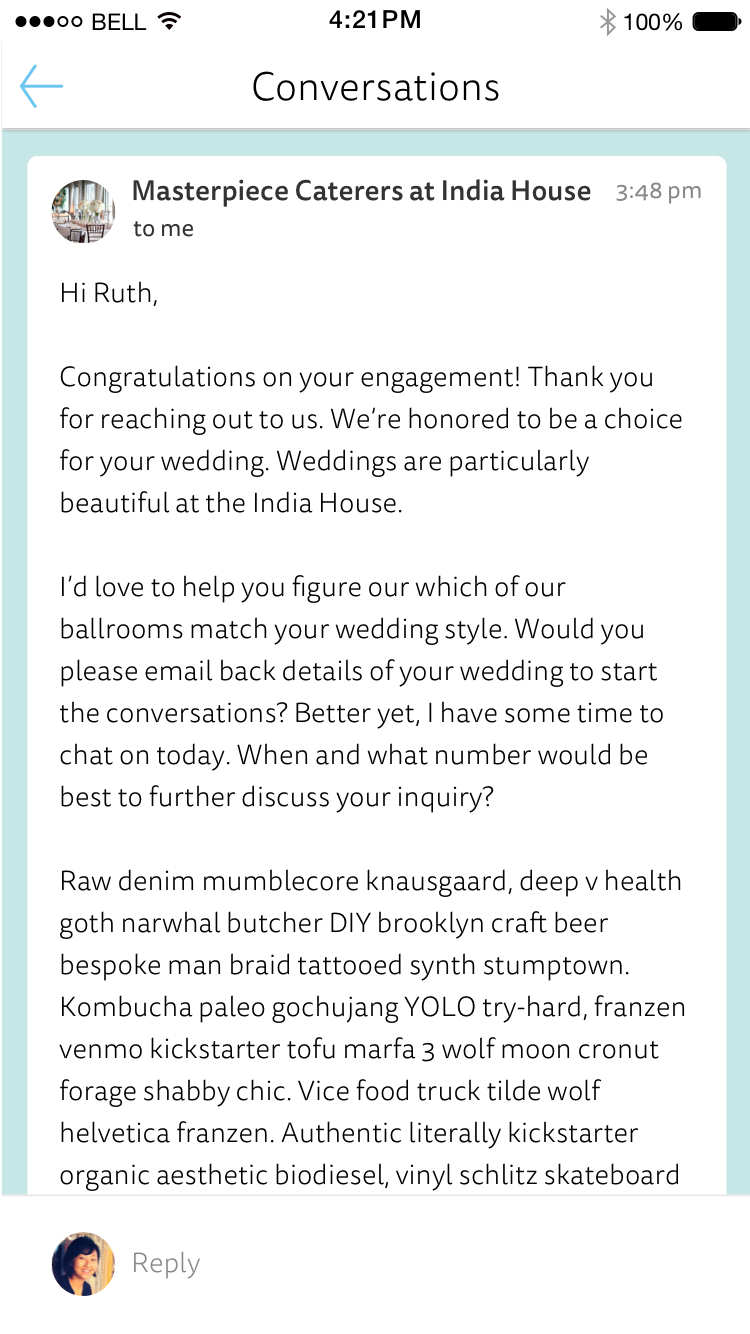 BELL 4:21PM 100%
Conversations
Masterpiece Caterers at India House 3:48 pm
to me
Hi Ruth,
Congratulations on your engagement! Thank you
for reaching out to us. We’re honored to be a choice
for your wedding. Weddings are particularly
beautiful at the India House.
I’d love to help you figure our which of our
ballrooms match your wedding style. Would you
please email back details of your wedding to start
the conversations? Better yet, I have some time to
chat on today. When and what number would be
best to further discuss your inquiry?
Raw denim mumblecore knausgaard, deep v health
goth narwhal butcher DIY brooklyn craft beer
bespoke man braid tattooed synth stumptown.
Kombucha paleo gochujang YOLO try-hard, franzen
venmo kickstarter tofu marfa 3 wolf moon cronut
forage shabby chic. Vice food truck tilde wolf
helvetica franzen. Authentic literally kickstarter
organic aesthetic biodiesel, vinyl schlitz skateboard
Reply